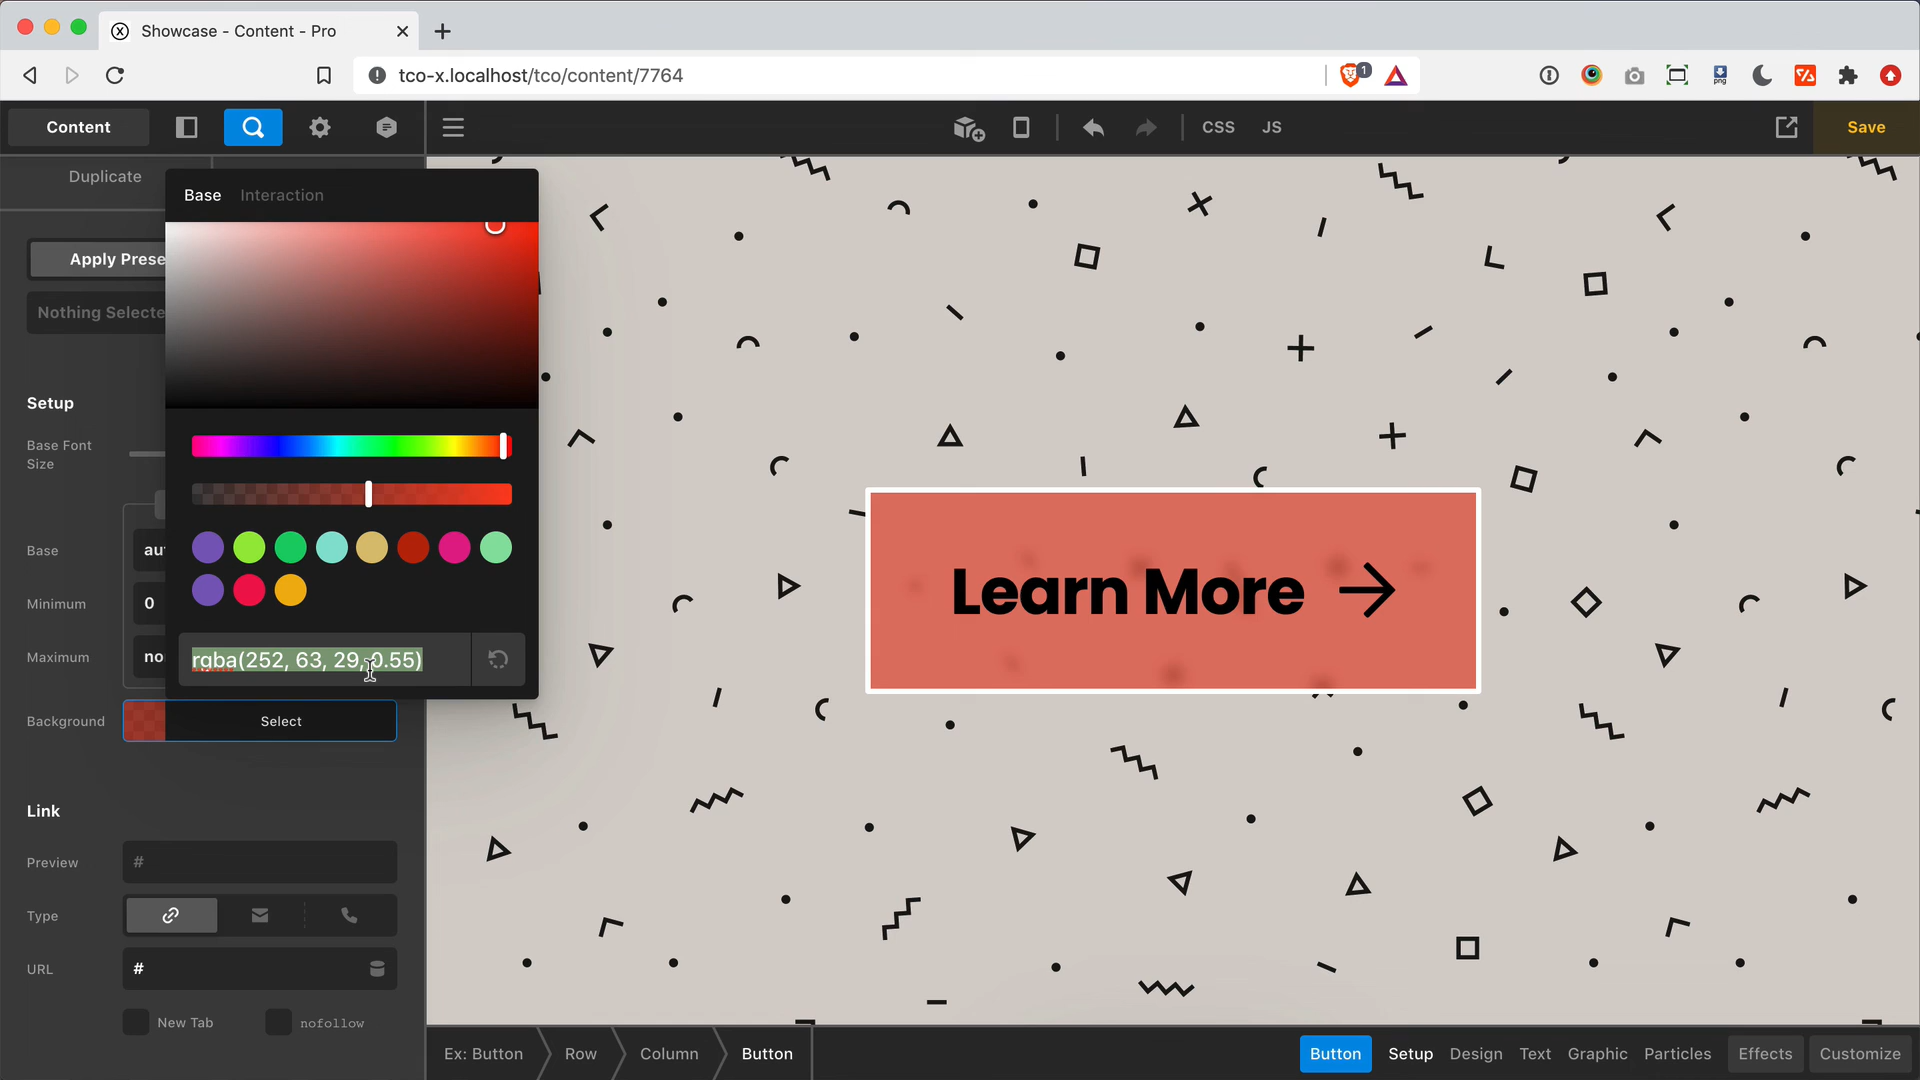 Showcase - Content - Pro
tco-x.localhost/tco/content/7764
1
png
Content
CSS
JS
Save
Duplicate
Base
Interaction
Apply Prese
Nothing Selecte
Setup
Base Font
Size
Base
au
Minimum
0
Maximum
no
rgba(252, 63, 29, 0.55)
Background
Select
Learn More
Link
Preview
#
Type
URL
#
New Tab
nofollow
Ex: Button
Row
Column
Button
Button
Setup
Design
Text
Graphic
Particles
Effects
Customize